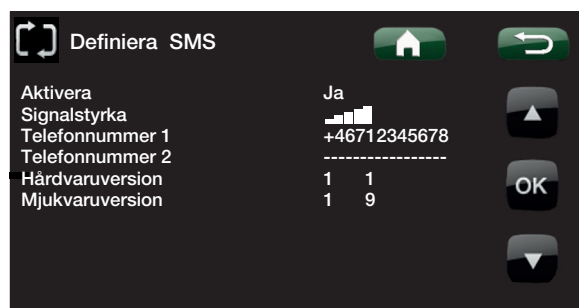 Definiera SMS
Aktivera Ja
Signalstyrka
Telefonnummer 1 +46712345678
Telefonnummer 2 -----------------
Hårdvaruversion 1 1
Mjukvaruversion 1 9
OK